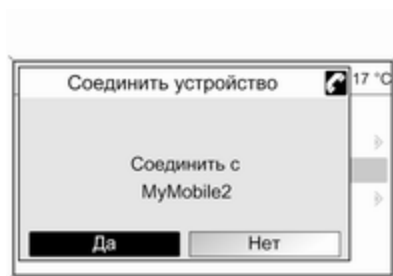 Соединить устройство
17 °C
Соединить с
MyMobile2
Да
Нет